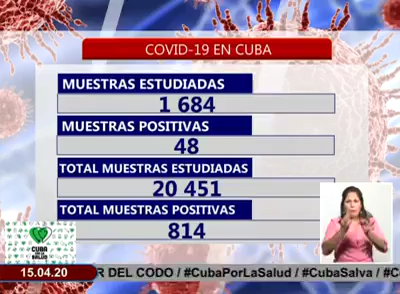 COVID-19 EN CUBA
MUESTRAS ESTUDIADAS
1 684
MUESTRAS POSITIVAS
48
TOTAL MUESTRAS ESTUDIADAS
20 451
TOTAL MUESTRAS POSITIVAS
814
CUBA
SALUD
15.04.20
R DEL CODO / #CubaPorLaSalud / #CubaSalva / #C